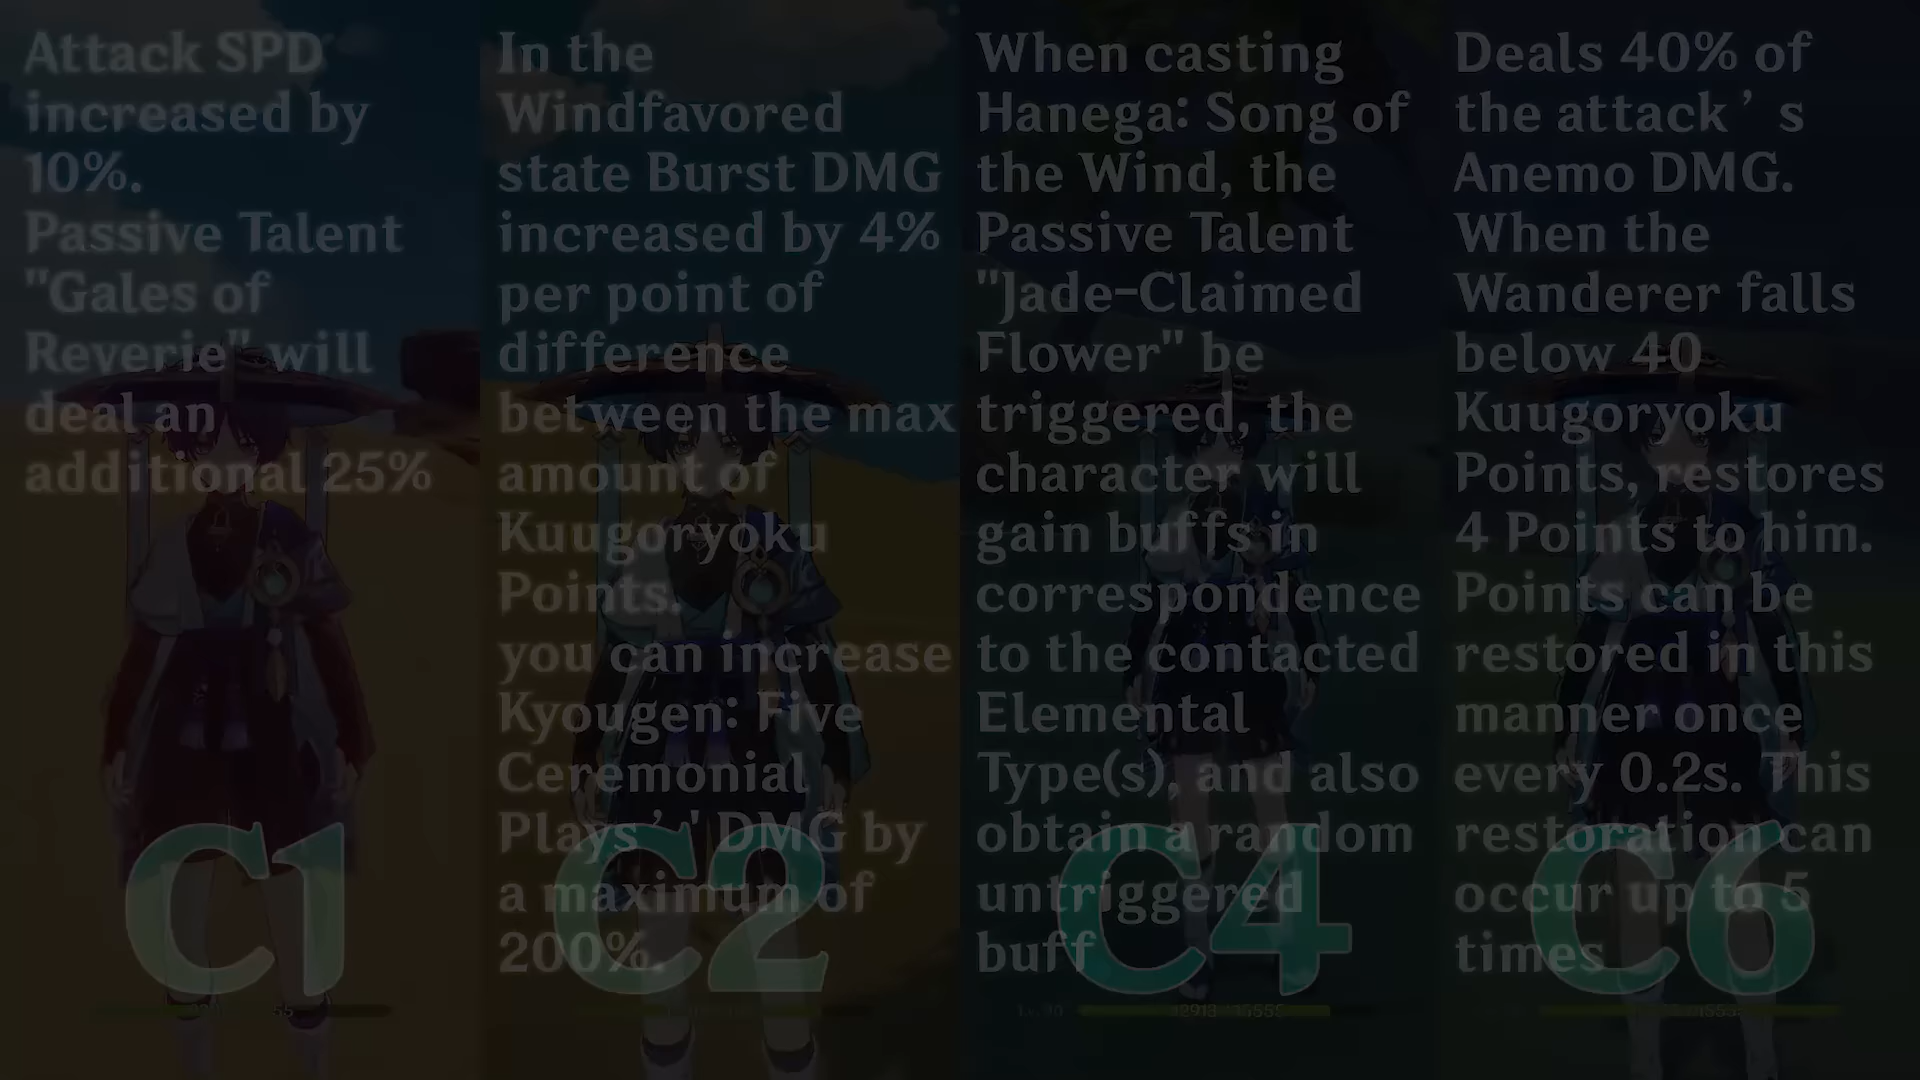 Attack SPD
increased by
10%.
Passive Talent
"Gales of
Reverie" will
deal an
additional 25%
C1
In the
Windfavored
state Burst DMG
increased by 4%
per point of
difference
between the max
amount of
Kuugoryoku
Points.
you can increase
Kyougen: Five
Ceremonial
Plays’ ' DMG by
a maximum of
200%.
C2
When casting
Hanega: Song of
the Wind, the
Passive Talent
"Jade-Claimed
Flower" be
triggered, the
character will
gain buffs in
correspondence
to the contacted
Elemental
Type(s), and also
obtain a random
untriggered
buff
C4
Deals 40% of
the attack’s
Anemo DMG.
When the
Wanderer falls
below 40
Kuugoryoku
Points, restores
4 Points to him.
Points can be
restored in this
manner once
every 0.2s. This
restoration can
occur up to 5
times
C6